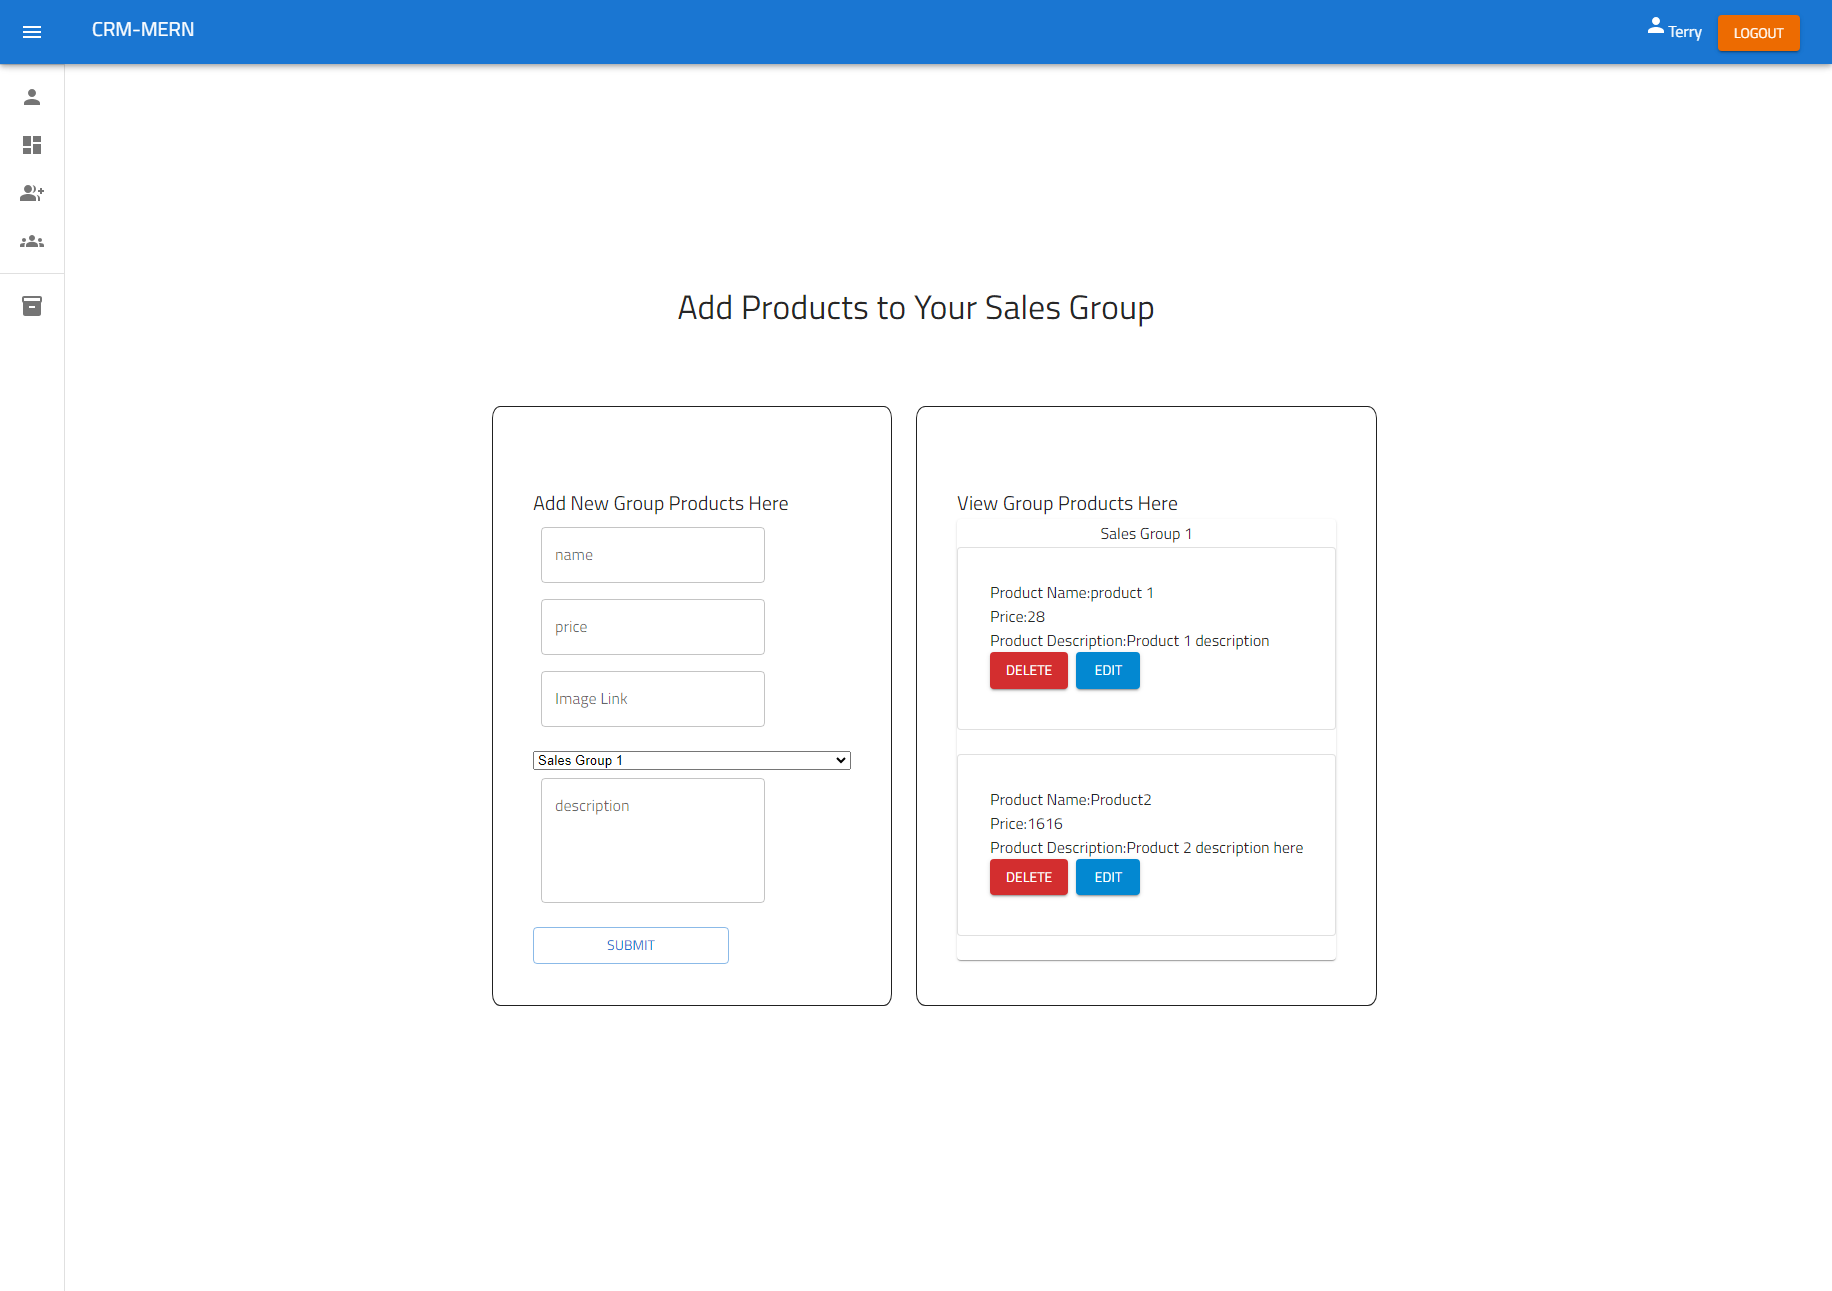 CRM-MERN
Terry
LOGOUT
Add Products to Your Sales Group
Add New Group Products Here
name
price
Image Link
Sales Group 1
description
SUBMIT
View Group Products Here
Sales Group 1
Product Name:product 1
Price:28
Product Description:Product 1 description
DELETE EDIT
Product Name:Product2
Price:1616
Product Description:Product 2 description here
DELETE EDIT